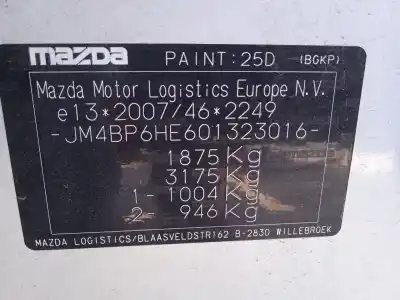 mazda PAINT:25D (BGKP)
Mazda Motor Logistics Europe N.V.
e13*2007/46*2249
-JM4BP6HE601323016-
1875 Kg
3175 Kg
1-1004 Kg
2- 946 Kg
MAZDA LOGISTICS/BLAASVELDSTR162 B-2830 WILLEBROEK